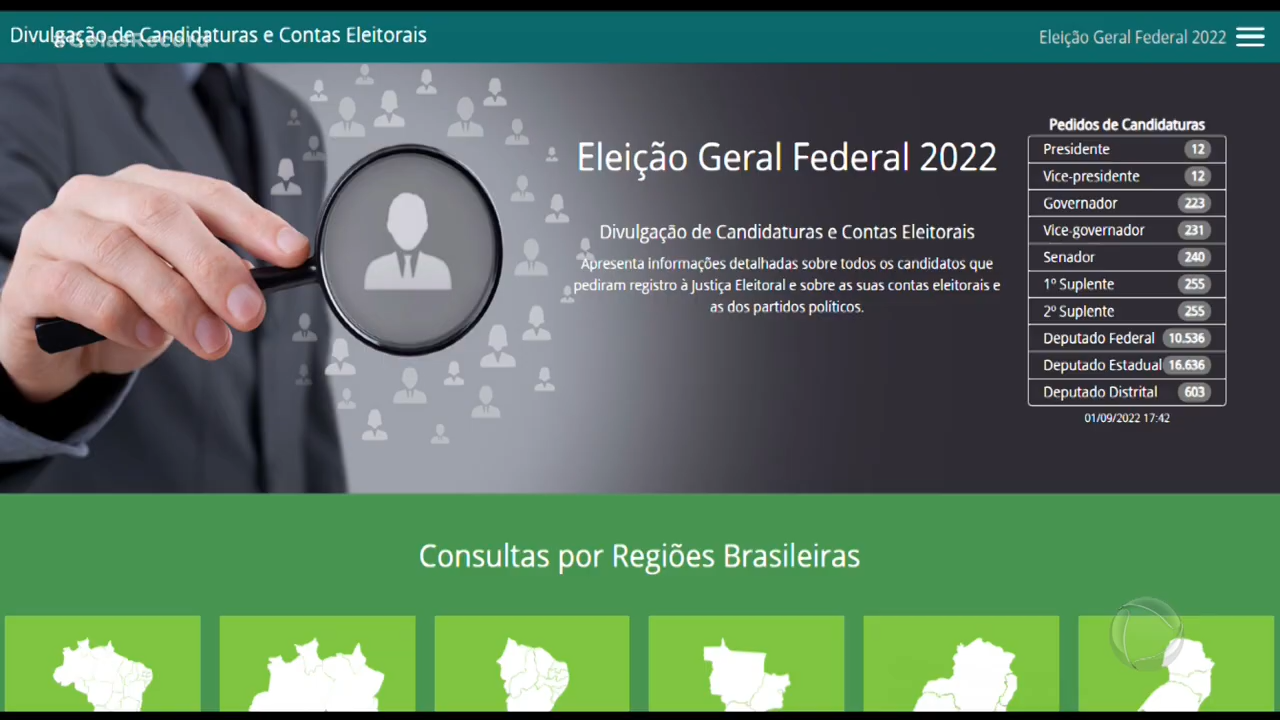 Divulgação de Candidaturas e Contas Eleitorais
#GoiásRecord
Eleição Geral Federal 2022
Eleição Geral Federal 2022
Divulgação de Candidaturas e Contas Eleitorais
Apresenta informações detalhadas sobre todos os candidatos que
pediram registro à Justiça Eleitoral e sobre as suas contas eleitorais e
as dos partidos políticos.
Pedidos de Candidaturas
Presidente 12
Vice-presidente 12
Governador 223
Vice-governador 231
Senador 240
1º Suplente 255
2º Suplente 255
Deputado Federal 10.536
Deputado Estadual 16.636
Deputado Distrital 603
01/09/2022 17:42
Consultas por Regiões Brasileiras